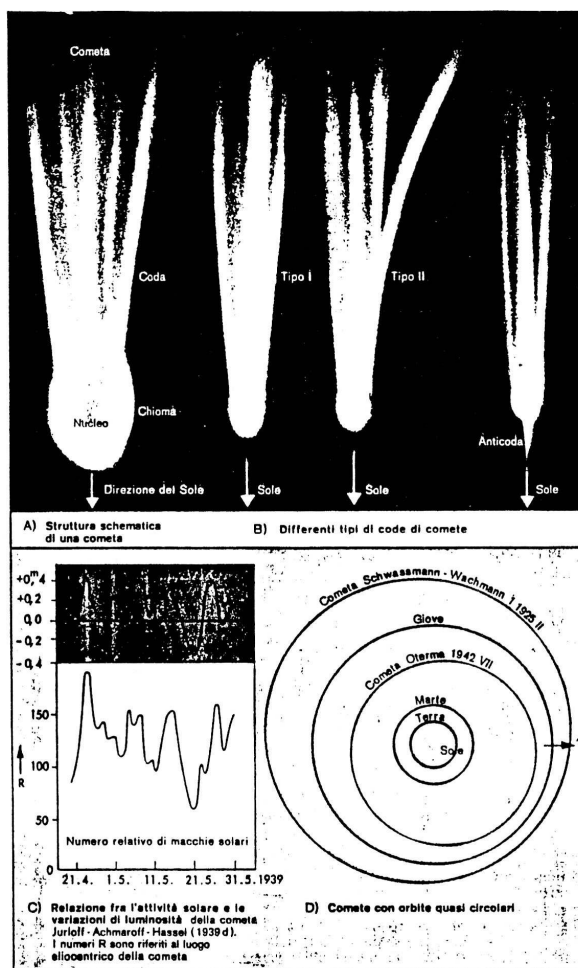 Cometa
Coda
Tipo I
Tipo II
Nucleo
Chioma
Anticoda
Direzione del Sole
Sole
Sole
Sole
A) Struttura schematica
di una cometa
B) Differenti tipi di code di comete
+0,4
m
+0,2
0,0
-0,2
-0,4
150
100
50
0
R
Numero relativo di macchie solari
21.4. 1.5. 11.5. 21.5. 31.5. 1939
C) Relazione fra l'attività solare e le
variazioni di luminosità della cometa
Jurloff-Achmaroff-Hassel (1939 d).
I numeri R sono riferiti al luogo
eliocentrico della cometa
Cometa Schwassmann-Wachmann I 1925 II
Giove
Cometa Oterma 1942 VII
Marte
Terra
Sole
D) Comete con orbite quasi circolari